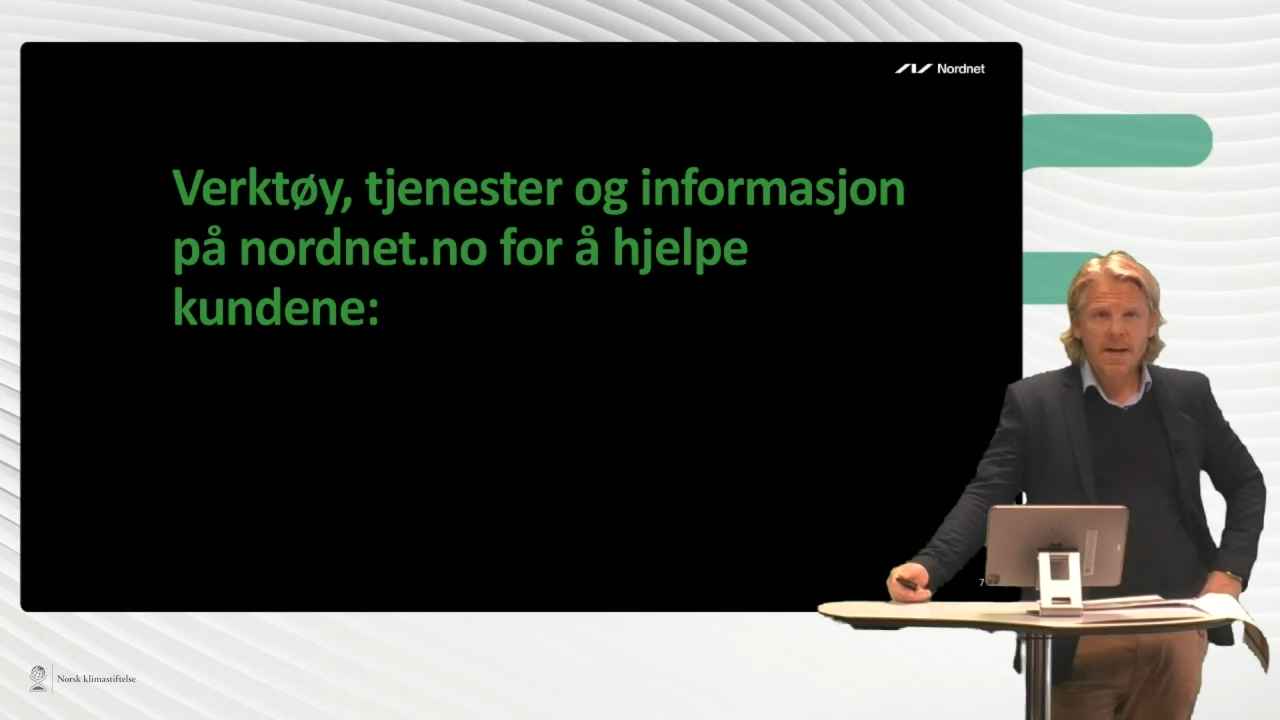 Nordnet
Verktøy, tjenester og informasjon
på nordnet.no for å hjelpe
kundene:
7
Norsk klimastiftelse